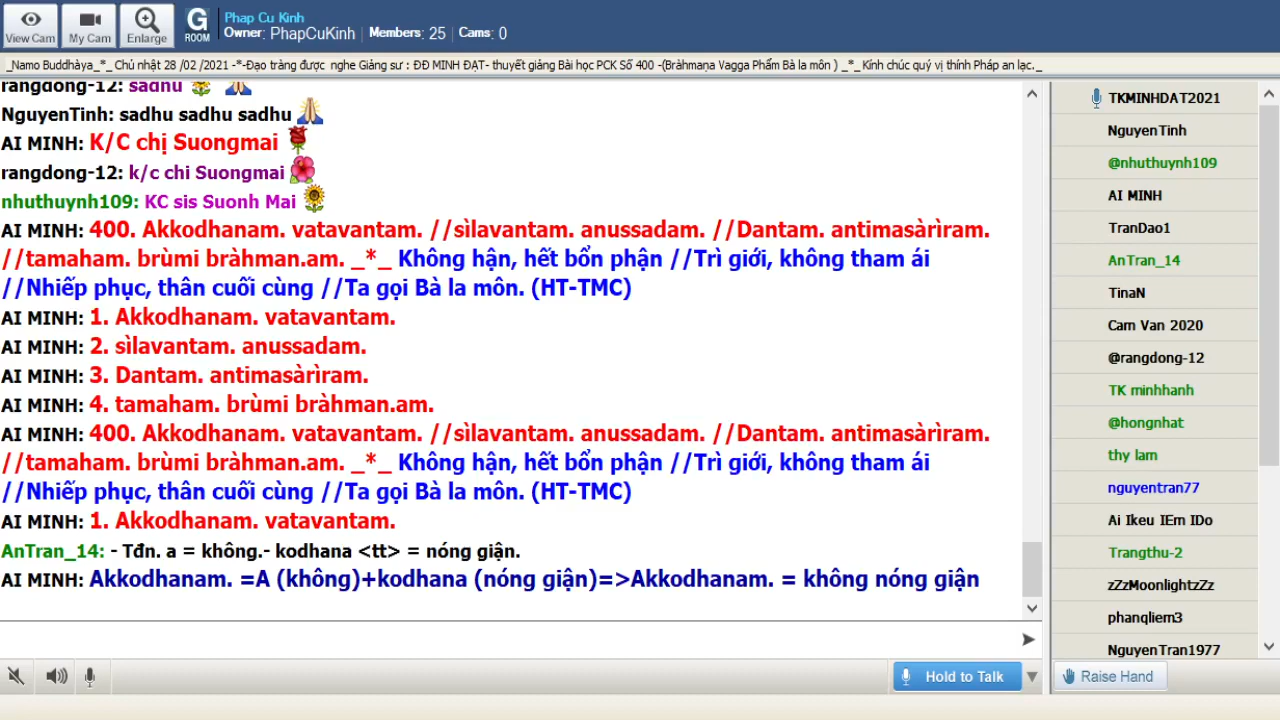 View Cam
My Cam
Enlarge
G
ROOM
Phap Cu Kinh
Owner: PhapCuKinh | Members: 25 | Cams: 0
_Namo Buddhàya_*_ Chủ nhật 28 /02 /2021 -*-Đạo tràng được nghe Giảng sư : ĐĐ MINH ĐẠT- thuyết giảng Bài học PCK Số 400 -(Bràhmaṇa Vagga Phẩm Bà la môn ) _*_ Kính chúc quý vị thính Pháp an lạc._
rangdong-12: sadhu
NguyenTinh: sadhu sadhu sadhu
AI MINH: K/C chị Suongmai
rangdong-12: k/c chi Suongmai
nhuthuynh109: KC sis Suonh Mai
AI MINH: 400. Akkodhanam. vatavantam. //sìlavantam. anussadam. //Dantam. antimasàrìram.
//tamaham. brùmi bràhman.am. _*_ Không hận, hết bổn phận //Trì giới, không tham ái
//Nhiếp phục, thân cuối cùng //Ta gọi Bà la môn. (HT-TMC)
AI MINH: 1. Akkodhanam. vatavantam.
AI MINH: 2. sìlavantam. anussadam.
AI MINH: 3. Dantam. antimasàrìram.
AI MINH: 4. tamaham. brùmi bràhman.am.
AI MINH: 400. Akkodhanam. vatavantam. //sìlavantam. anussadam. //Dantam. antimasàrìram.
//tamaham. brùmi bràhman.am. _*_ Không hận, hết bổn phận //Trì giới, không tham ái
//Nhiếp phục, thân cuối cùng //Ta gọi Bà la môn. (HT-TMC)
AI MINH: 1. Akkodhanam. vatavantam.
AnTran_14: - Tđn. a = không.- kodhana <tt> = nóng giận.
AI MINH: Akkodhanam. =A (không)+kodhana (nóng giận)=>Akkodhanam. = không nóng giận
TKMINHDAT2021
NguyenTinh
@nhuthuynh109
AI MINH
TranDao1
AnTran_14
TinaN
Cam Van 2020
@rangdong-12
TK minhhanh
@hongnhat
thy lam
nguyentran77
Ai Ikeu IEm IDo
Trangthu-2
zZzMoonlightzZz
phanqliem3
NguyenTran1977
Hold to Talk
Raise Hand